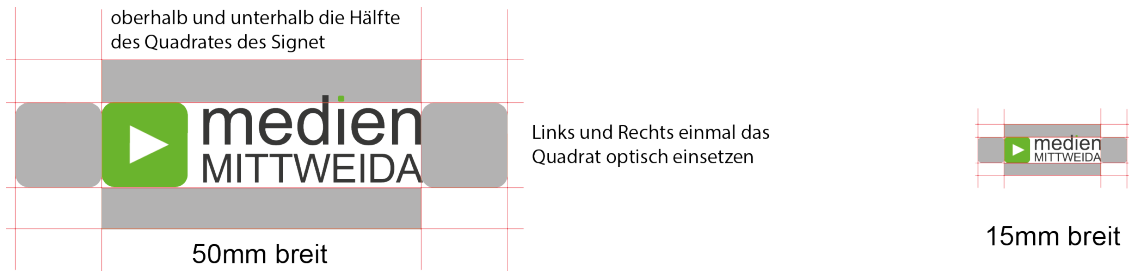 oberhalb und unterhalb die Hälfte
des Quadrates des Signet
medien
MITTWEIDA
50mm breit
Links und Rechts einmal das
Quadrat optisch einsetzen
medien
MITTWEIDA
15mm breit